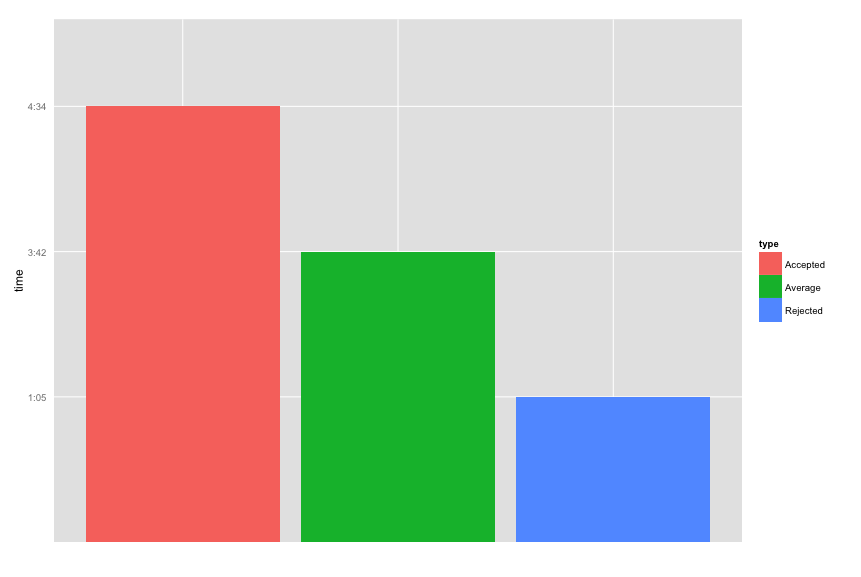 4:34
3:42
1:05
time
type
Accepted
Average
Rejected